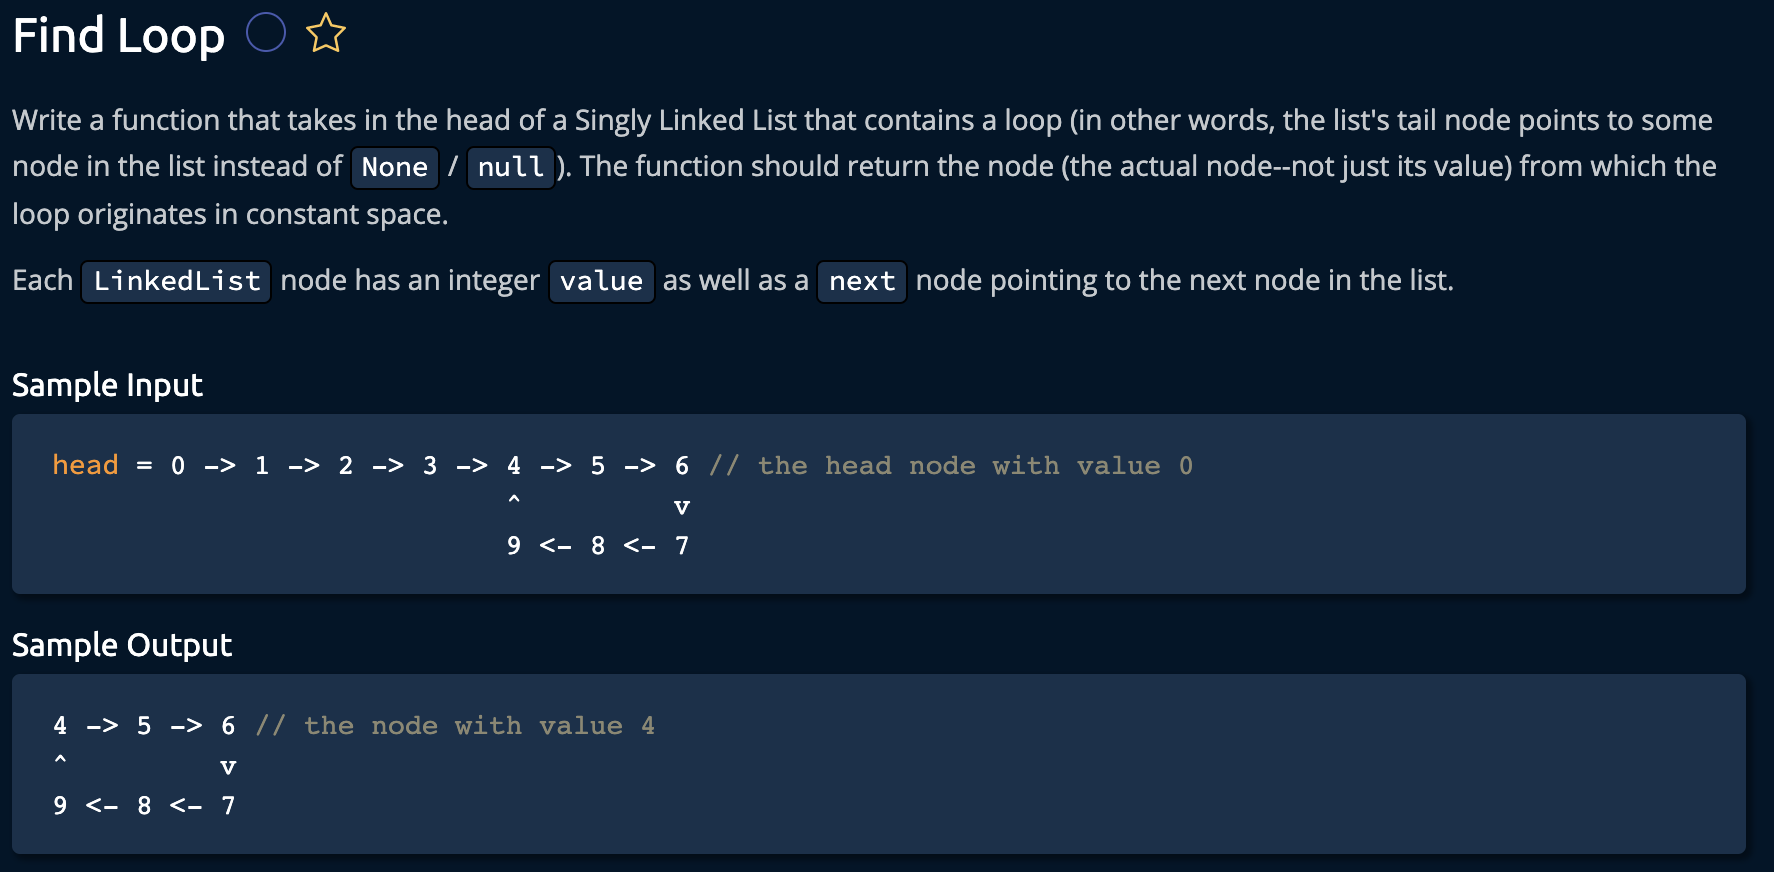 Find Loop
Write a function that takes in the head of a Singly Linked List that contains a loop (in other words, the list's tail node points to some
node in the list instead of None / null ). The function should return the node (the actual node--not just its value) from which the
loop originates in constant space.
Each LinkedList node has an integer value as well as a next node pointing to the next node in the list.
Sample Input
head = 0 -> 1 -> 2 -> 3 -> 4 -> 5 -> 6 // the head node with value 0
^ v
9 <- 8 <- 7
Sample Output
4 -> 5 -> 6 // the node with value 4
^ v
9 <- 8 <- 7